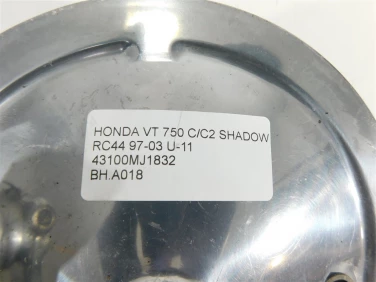 HONDA VT 750 C/C2 SHADOW
RC44 97-03 U-11
43100MJ1832
BH.A018